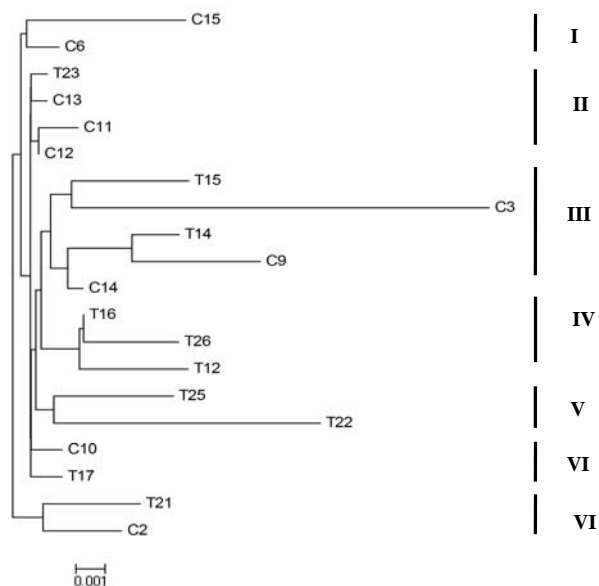 C15
C6
I
T23
C13
C11
C12
II
T15
C3
T14
C9
C14
III
T16
T26
T12
IV
T25
T22
V
C10
T17
VI
T21
C2
VI
0.001